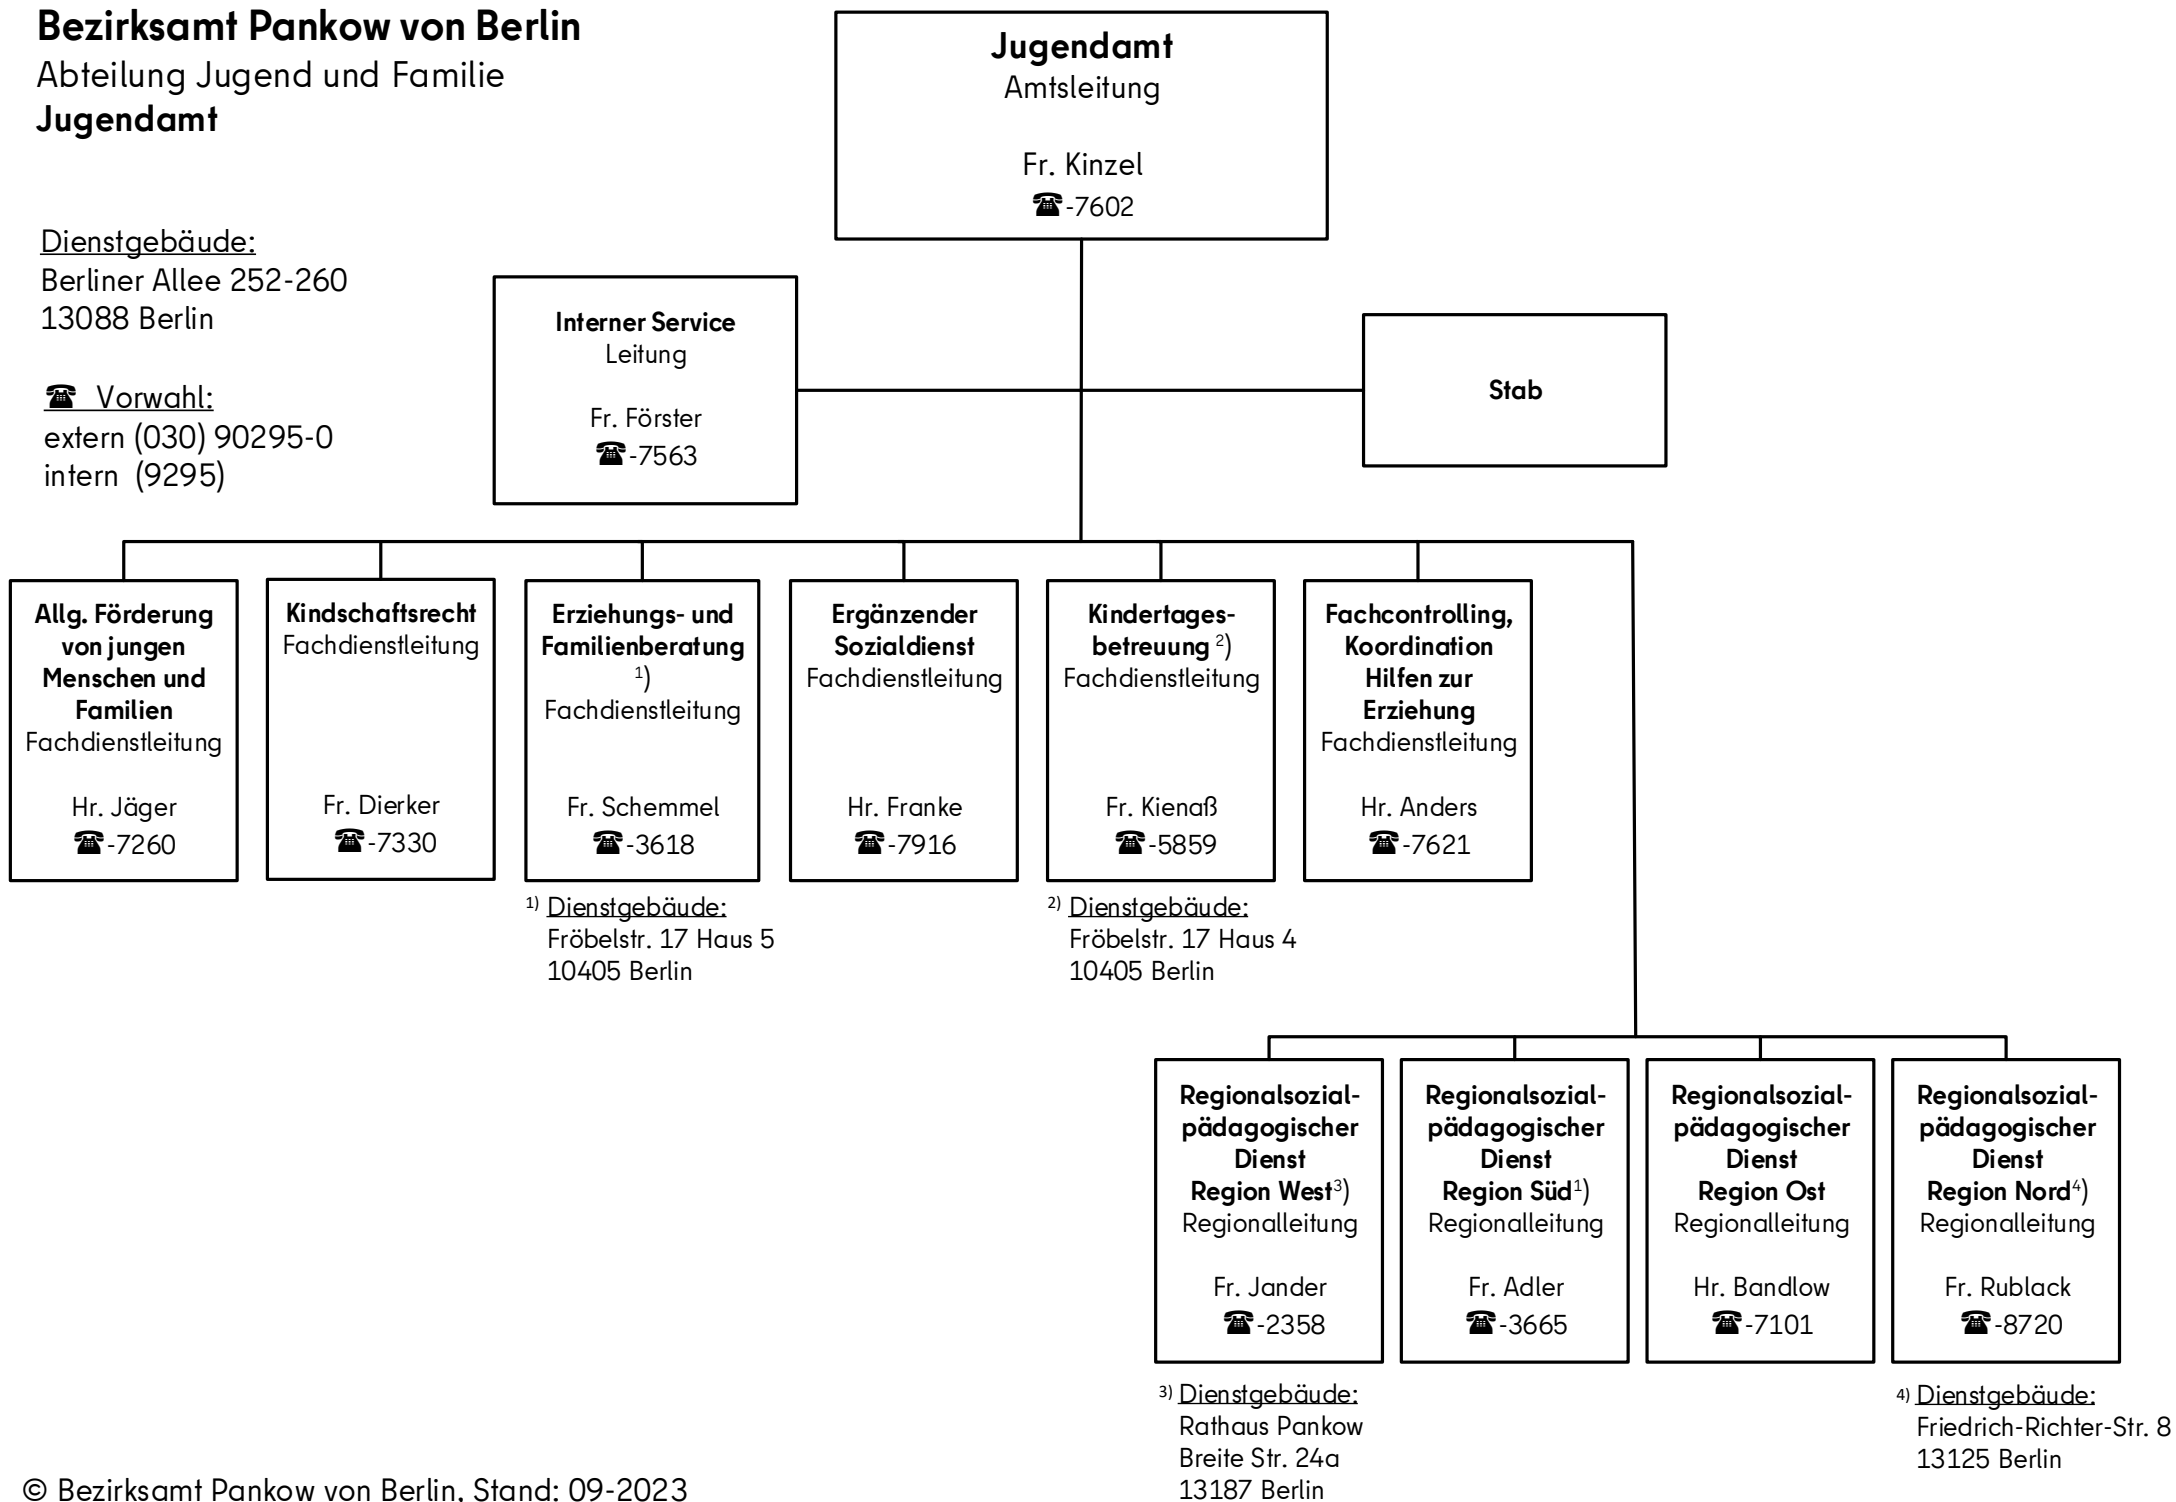 Bezirksamt Pankow von Berlin
Abteilung Jugend und Familie
Jugendamt
Dienstgebäude:
Berliner Allee 252-260
13088 Berlin
☎ Vorwahl:
extern (030) 90295-0
intern (9295)
Jugendamt
Amtsleitung
Fr. Kinzel
☎-7602
Interner Service
Leitung
Fr. Förster
☎-7563
Stab
Allg. Förderung
von jungen
Menschen und
Familien
Fachdienstleitung
Hr. Jäger
☎-7260
Kindschaftsrecht
Fachdienstleitung
Fr. Dierker
☎-7330
Erziehungs- und
Familienberatung
1)
Fachdienstleitung
Fr. Schemmel
☎-3618
Ergänzender
Sozialdienst
Fachdienstleitung
Hr. Franke
☎-7916
Kindertages-
betreuung 2)
Fachdienstleitung
Fr. Kienaß
☎-5859
Fachcontrolling,
Koordination
Hilfen zur
Erziehung
Fachdienstleitung
Hr. Anders
☎-7621
1) Dienstgebäude:
Fröbelstr. 17 Haus 5
10405 Berlin
2) Dienstgebäude:
Fröbelstr. 17 Haus 4
10405 Berlin
Regionalsozial-
pädagogischer
Dienst
Region West3)
Regionalleitung
Fr. Jander
☎-2358
Regionalsozial-
pädagogischer
Dienst
Region Süd1)
Regionalleitung
Fr. Adler
☎-3665
Regionalsozial-
pädagogischer
Dienst
Region Ost
Regionalleitung
Hr. Bandlow
☎-7101
Regionalsozial-
pädagogischer
Dienst
Region Nord4)
Regionalleitung
Fr. Rublack
☎-8720
3) Dienstgebäude:
Rathaus Pankow
Breite Str. 24a
13187 Berlin
4) Dienstgebäude:
Friedrich-Richter-Str. 8
13125 Berlin
© Bezirksamt Pankow von Berlin, Stand: 09-2023